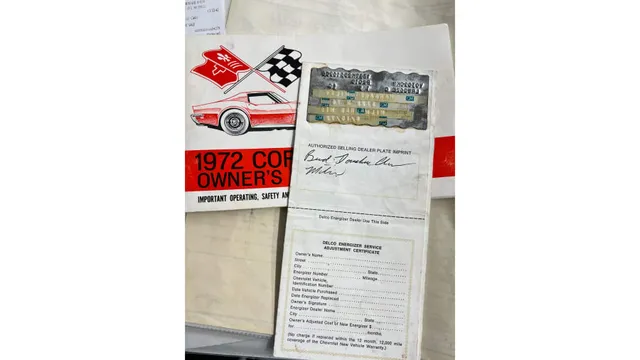 1972 COR
OWNER'S
IMPORTANT OPERATING, SAFETY AN
AUTHORIZED SELLING DEALER PLATE IMPRINT
Bud
Delco Energizer Dealer Use This Side
DELCO ENERGIZER SERVICE
ADJUSTMENT CERTIFICATE
Owner's Name
Street
City State
Energizer Number Mileage
Chevrolet Vehicle,
Identification Number
Date Vehicle Purchased
Date Energizer Replaced
Owner's Signature
Energizer Dealer Name
City State
Owner's Adjusted Cost of New Energizer $
for months.
(No charge if replaced within the 12 month, 12,000 mile
coverage of the Chevrolet New Vehicle Warranty.)